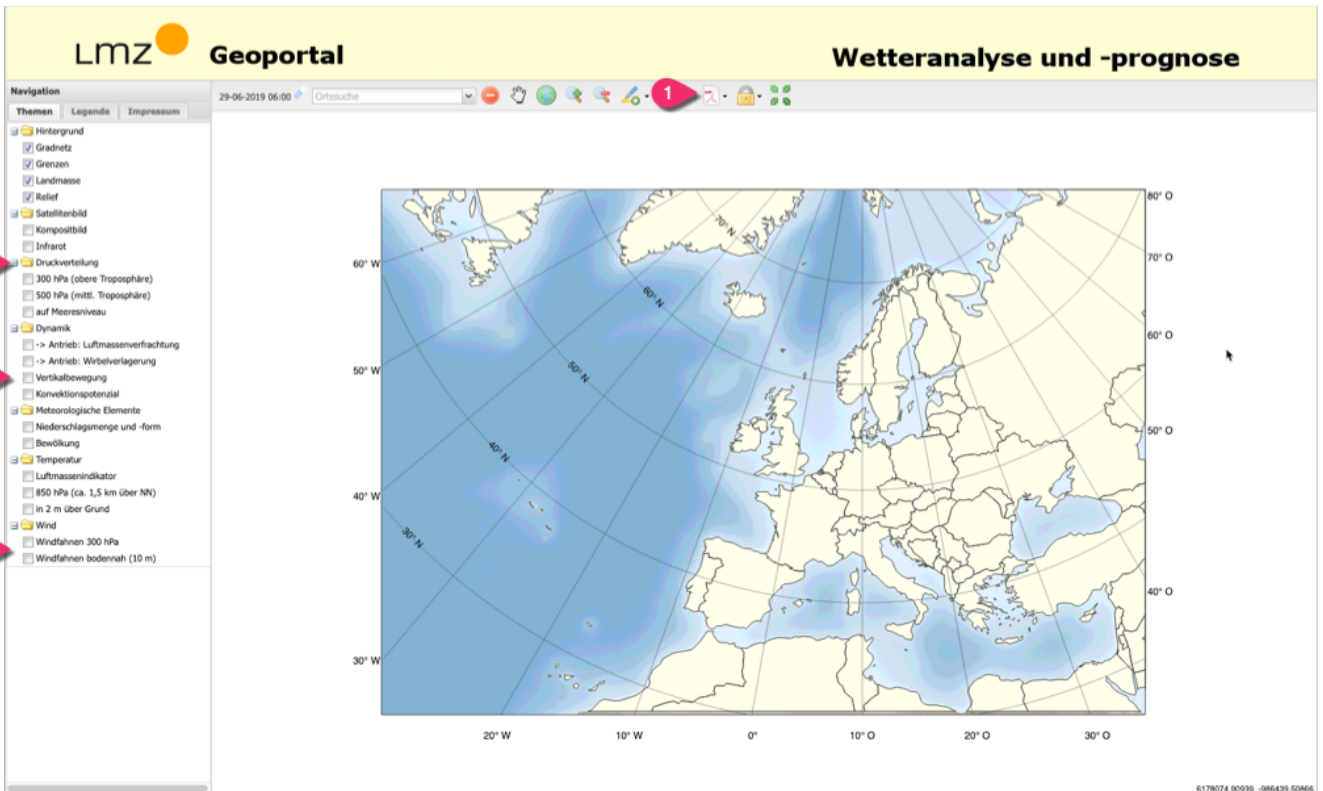 Lmz
Geoportal
Wetteranalyse und -prognose
Navigation
Themen Legende Impressum
29-06-2019 06:00 Ortssuche
1
Hintergrund
Gradnetz
Grenzen
Landmasse
Relief
Satellitenbild
Kompositbild
Infrarot
Druckverteilung
300 hPa (obere Troposphäre)
500 hPa (mittl. Troposphäre)
auf Meeresniveau
Dynamik
-> Antrieb: Luftmassenverfrachtung
-> Antrieb: Wirbelverlagerung
Vertikalbewegung
Konvektionspotenzial
Meteorologische Elemente
Niederschlagsmenge und -form
Bewölkung
Temperatur
Luftmassenindikator
850 hPa (ca. 1,5 km über NN)
in 2 m über Grund
Wind
Windfahnen 300 hPa
Windfahnen bodennah (10 m)
60° W
50° W
40° W
30° W
70° N
60° N
50° N
40° N
30° N
80° O
70° O
60° O
50° O
40° O
20° W
10° W
0°
10° O
20° O
30° O
6178074.90939, -986439.50866